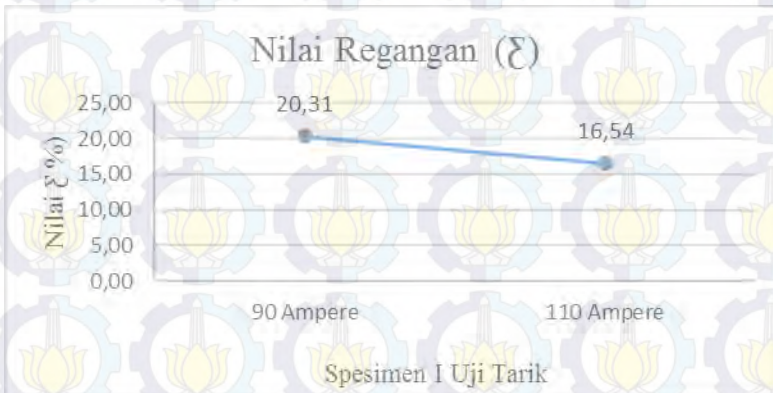 Nilai Regangan (Ƹ)
25,00
20,00
15,00
10,00
5,00
0,00
Nilai Ƹ %)
20,31
16,54
90 Ampere
110 Ampere
Spesimen I Uji Tarik